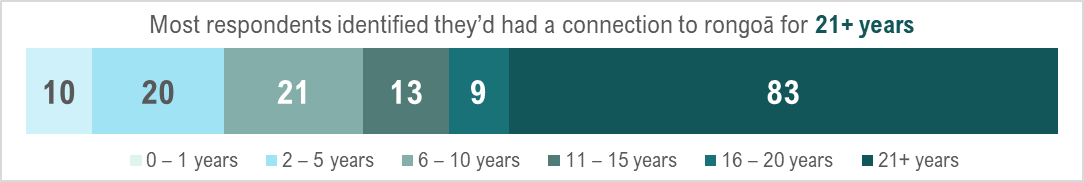 Most respondents identified they’d had a connection to rongoā for 21+ years
10 20 21 13 9 83
0 – 1 years 2 – 5 years 6 – 10 years 11 – 15 years 16 – 20 years 21+ years